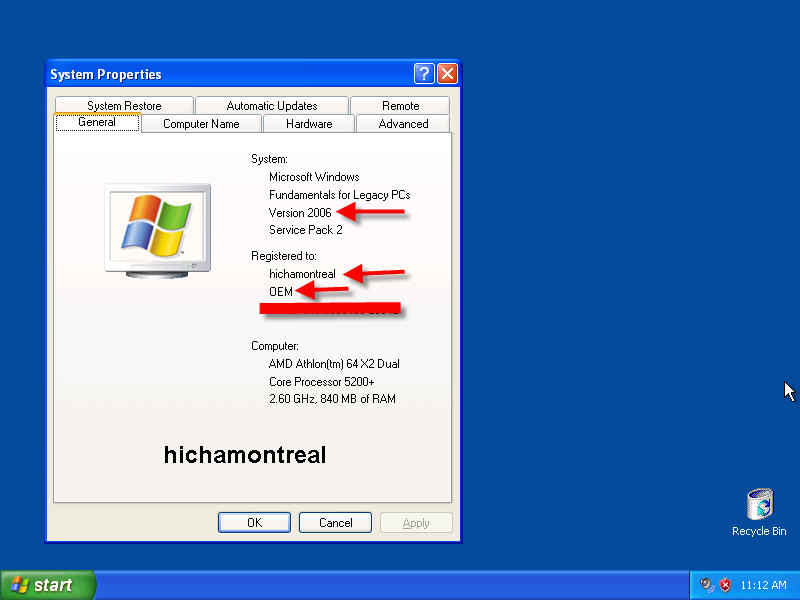 System Properties
System Restore Automatic Updates Remote
General Computer Name Hardware Advanced
System:
Microsoft Windows
Fundamentals for Legacy PCs
Version 2006
Service Pack 2
Registered to:
hichamontreal
OEM
Computer:
AMD Athlon(tm) 64 X2 Dual
Core Processor 5200+
2.60 GHz, 840 MB of RAM
hichamontreal
OK Cancel Apply
Recycle Bin
start 11:12 AM